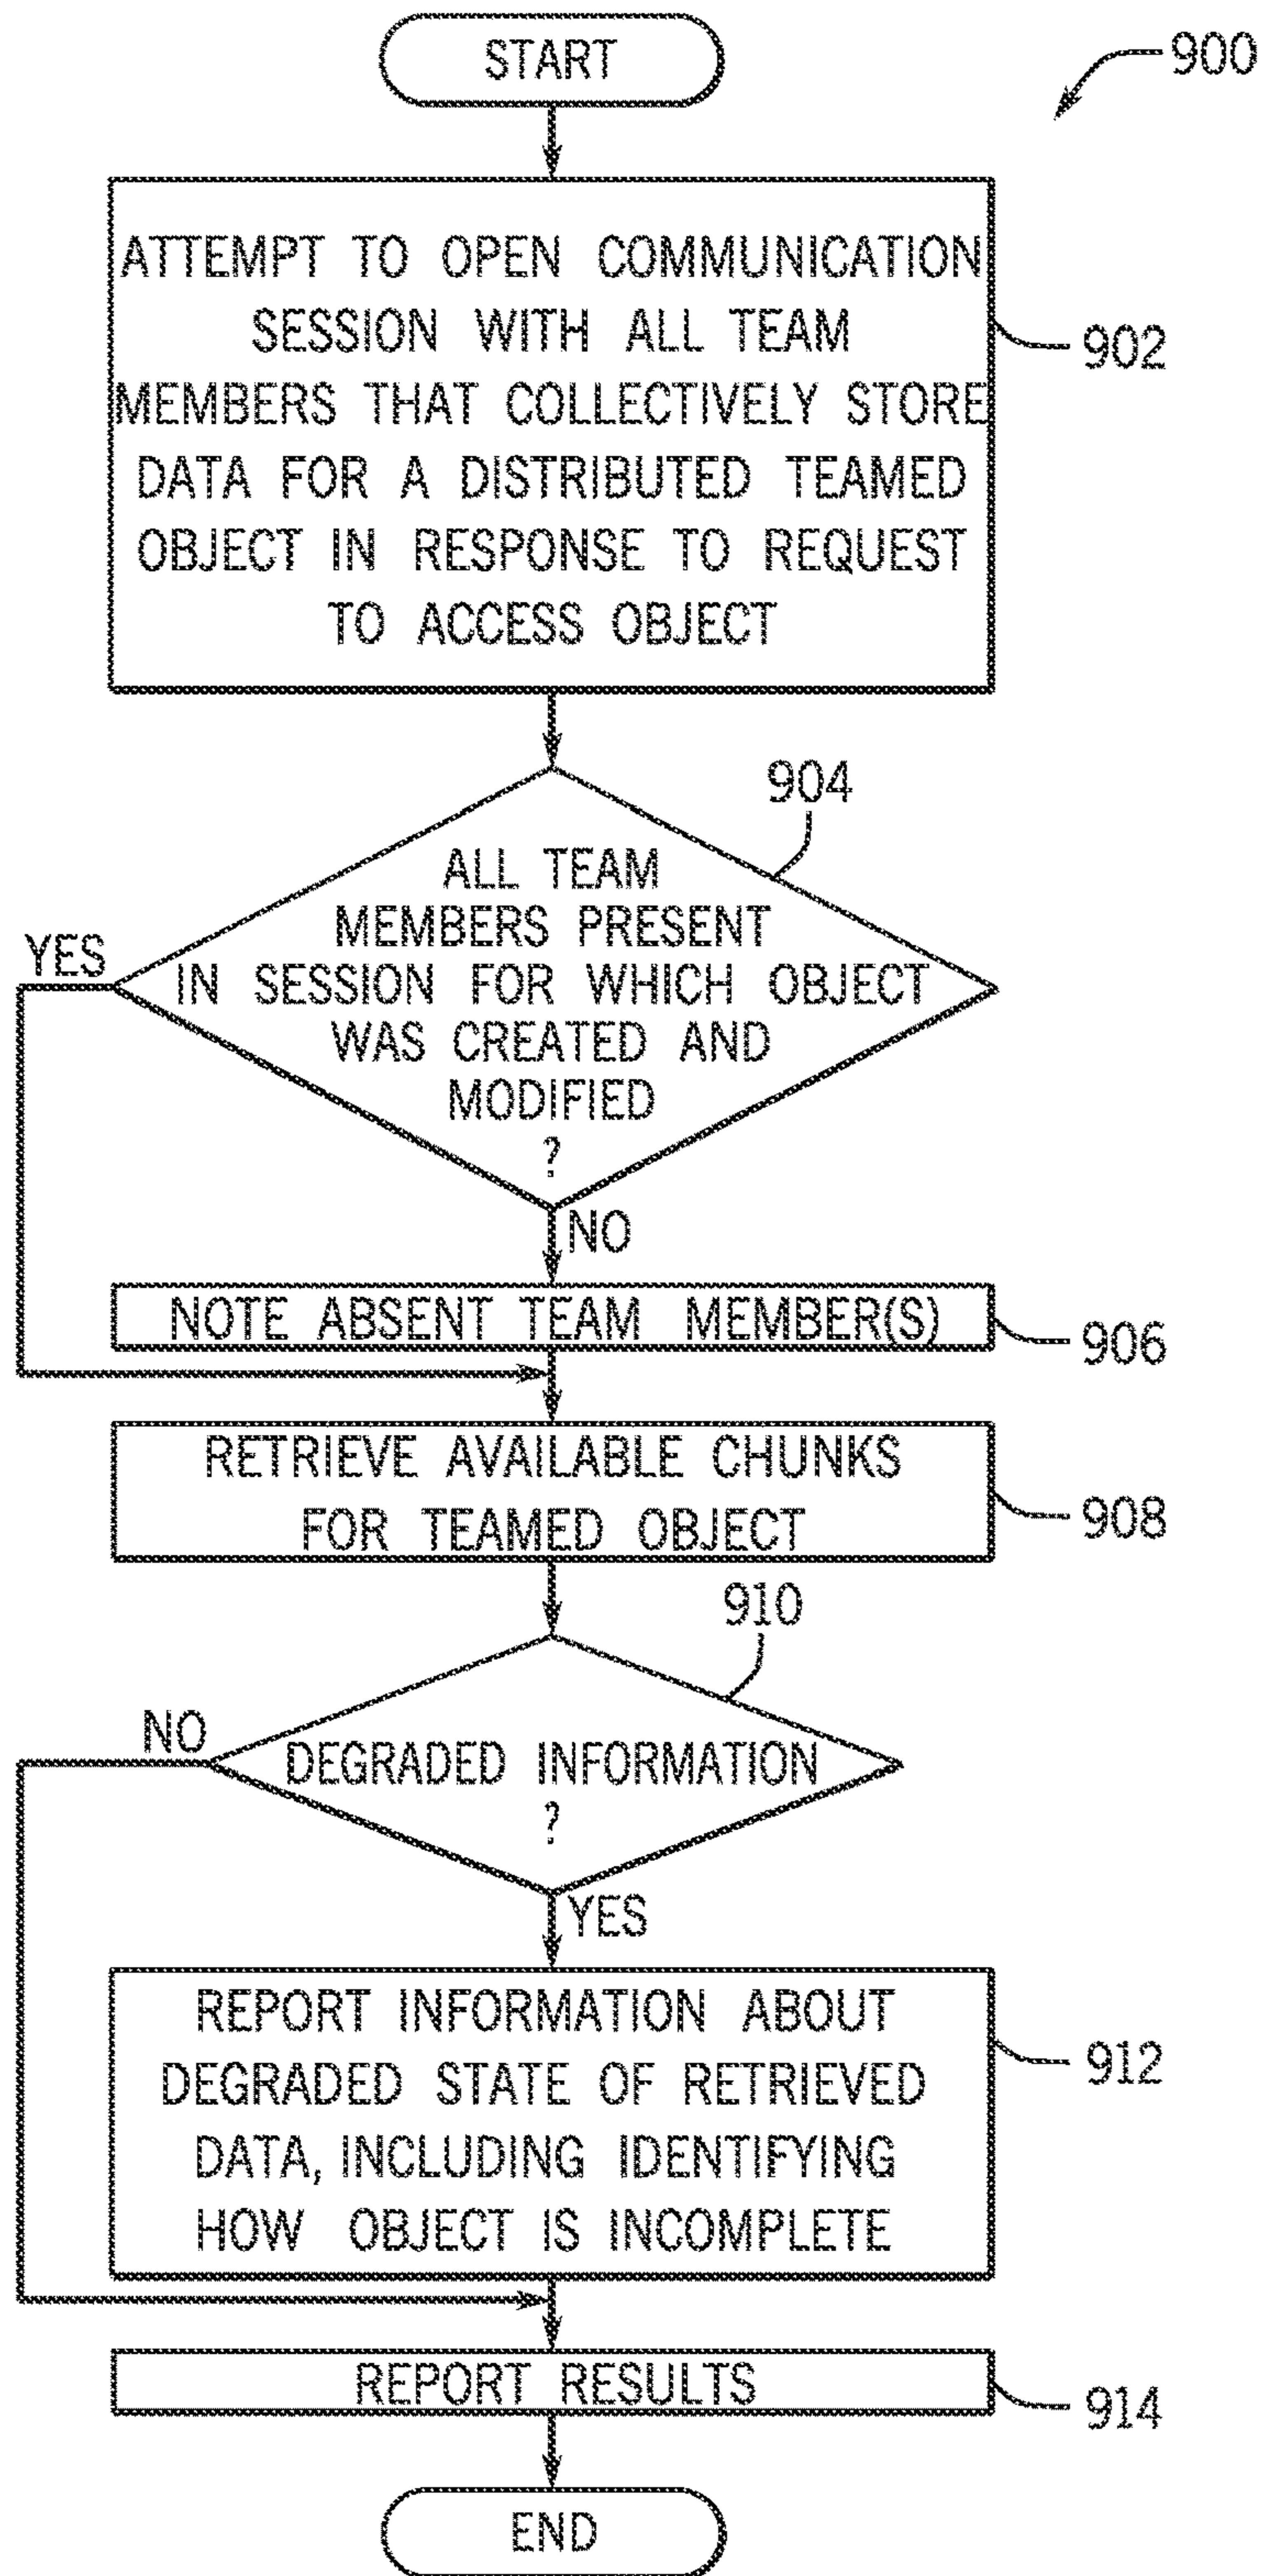 START
900
ATTEMPT TO OPEN COMMUNICATION
SESSION WITH ALL TEAM
MEMBERS THAT COLLECTIVELY STORE
DATA FOR A DISTRIBUTED TEAMED
OBJECT IN RESPONSE TO REQUEST
TO ACCESS OBJECT
902
904
ALL TEAM
MEMBERS PRESENT
IN SESSION FOR WHICH OBJECT
WAS CREATED AND
MODIFIED
?
YES
NO
NOTE ABSENT TEAM MEMBER(S)
906
RETRIEVE AVAILABLE CHUNKS
FOR TEAMED OBJECT
908
910
NO
DEGRADED INFORMATION
?
YES
REPORT INFORMATION ABOUT
DEGRADED STATE OF RETRIEVED
DATA, INCLUDING IDENTIFYING
HOW OBJECT IS INCOMPLETE
912
REPORT RESULTS
914
END